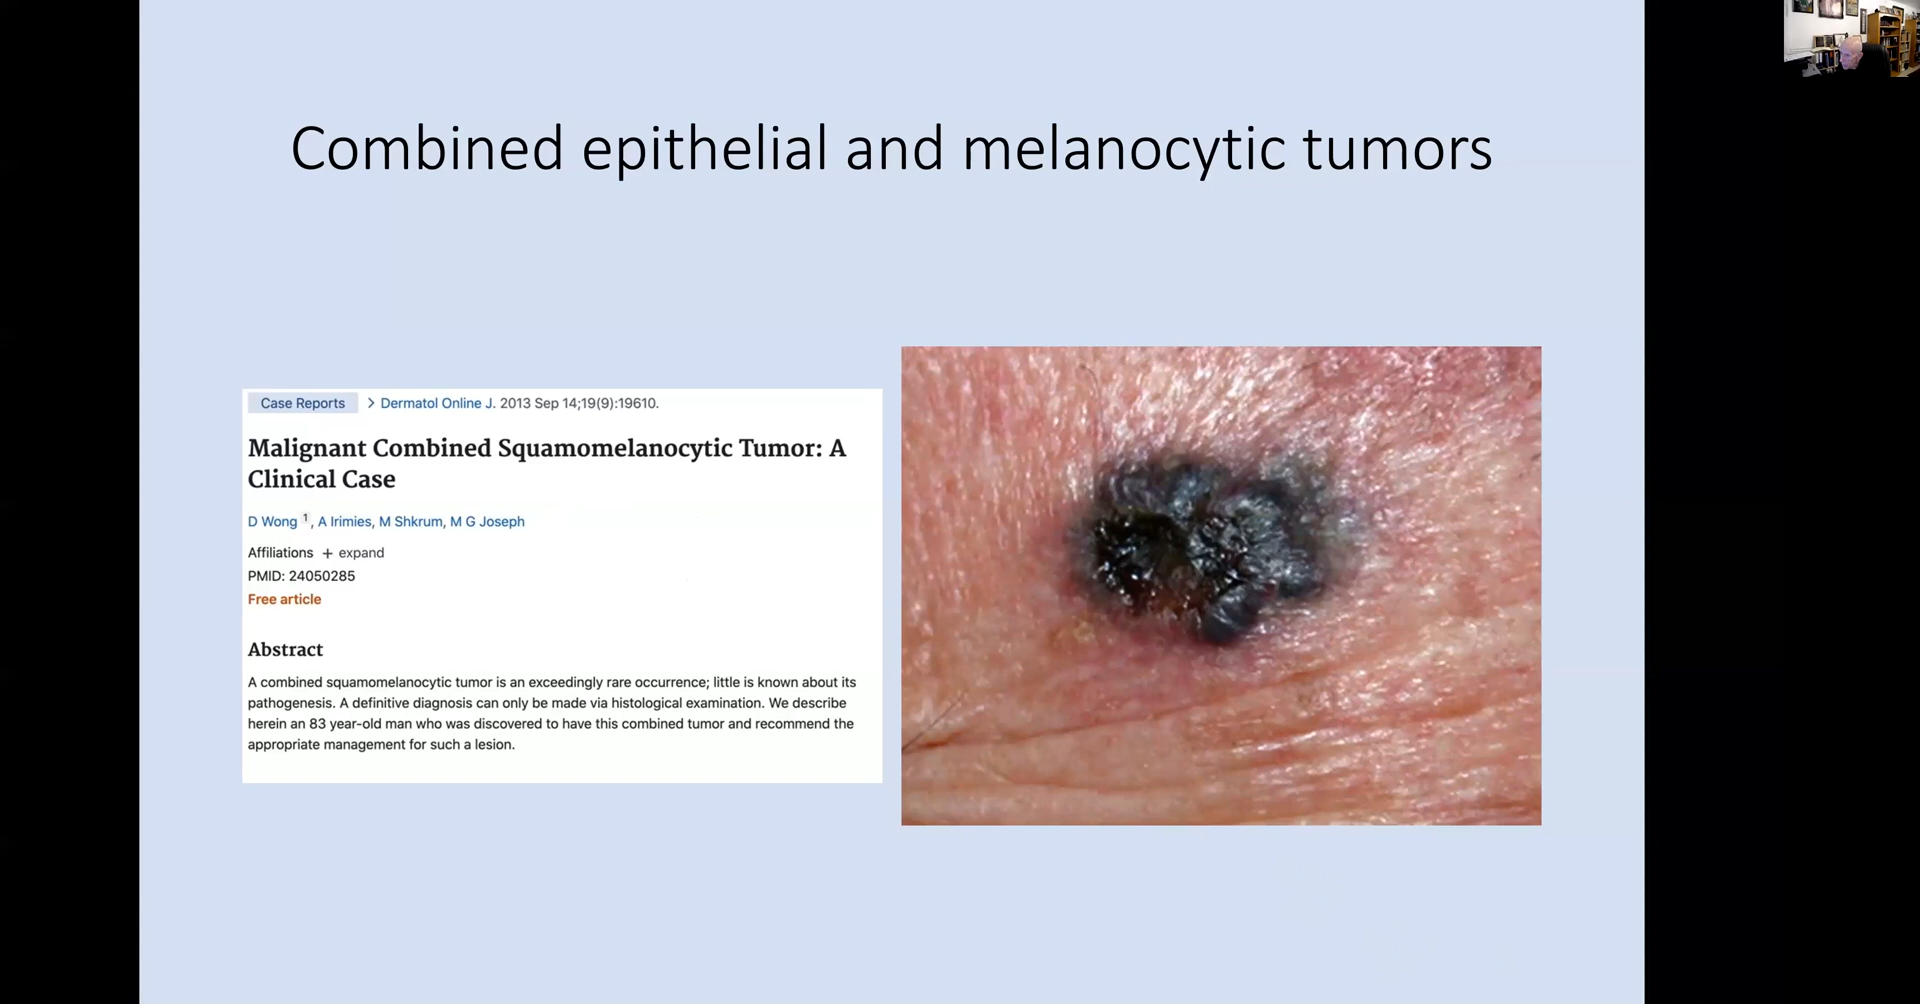 Combined epithelial and melanocytic tumors
Case Reports > Dermatol Online J. 2013 Sep 14;19(9):19610.
Malignant Combined Squamomelanocytic Tumor: A
Clinical Case
D Wong 1, A Irimies, M Shkrum, M G Joseph
Affiliations + expand
PMID: 24050285
Free article
Abstract
A combined squamomelanocytic tumor is an exceedingly rare occurrence; little is known about its
pathogenesis. A definitive diagnosis can only be made via histological examination. We describe
herein an 83 year-old man who was discovered to have this combined tumor and recommend the
appropriate management for such a lesion.